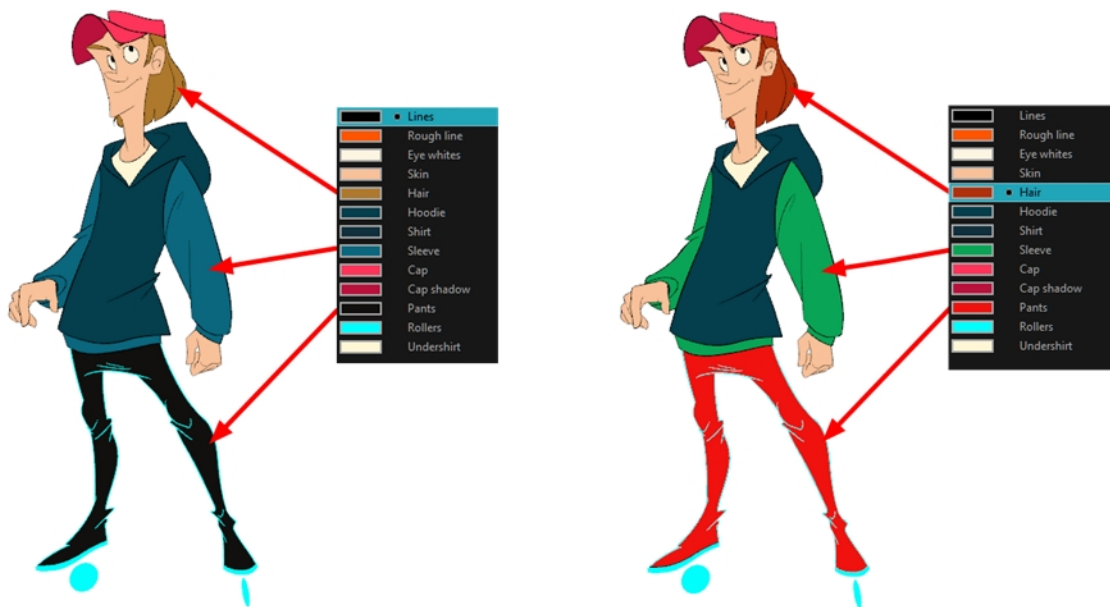 Lines
Rough line
Eye whites
Skin
Hair
Hoodie
Shirt
Sleeve
Cap
Cap shadow
Pants
Rollers
Undershirt
Lines
Rough line
Eye whites
Skin
Hair
Hoodie
Shirt
Sleeve
Cap
Cap shadow
Pants
Rollers
Undershirt